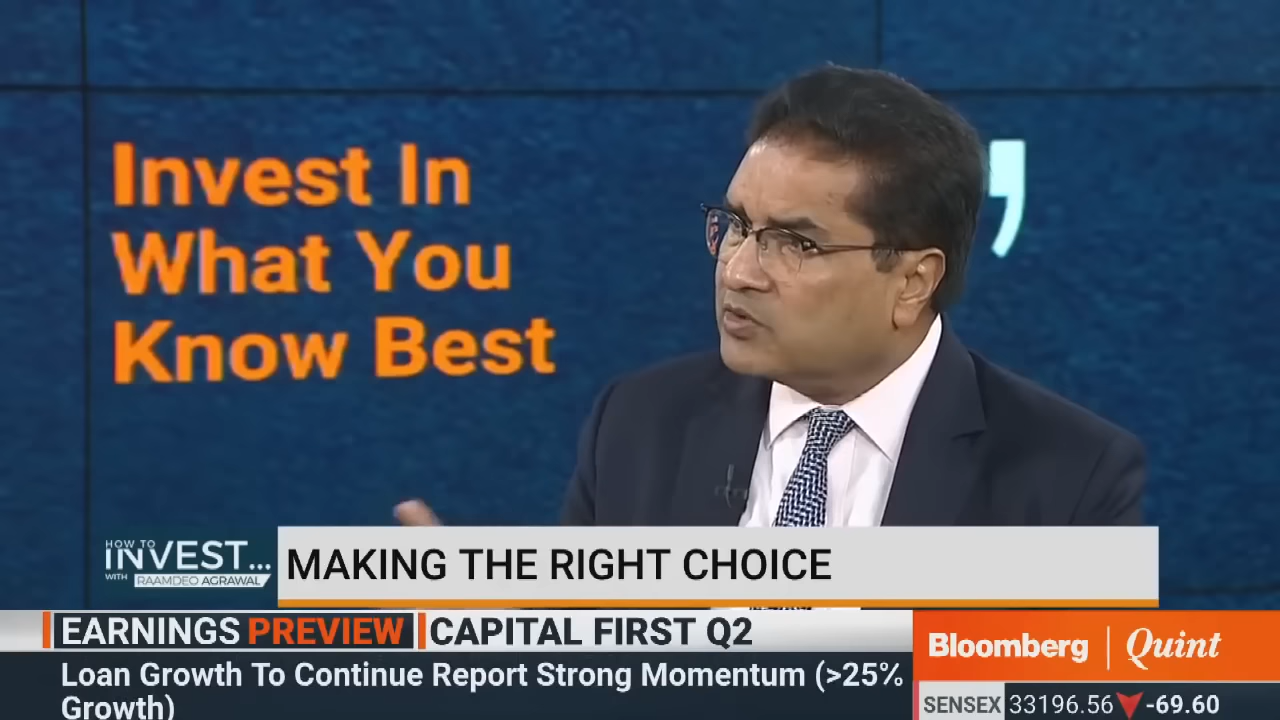 Invest In
What You
Know Best
’
HOW TO
INVEST...
WITH RAAMDEO AGRAWAL
MAKING THE RIGHT CHOICE
EARNINGS PREVIEW CAPITAL FIRST Q2
Loan Growth To Continue Report Strong Momentum (>25%
Growth)
Bloomberg | Quint
SENSEX 33196.56 ▼ -69.60